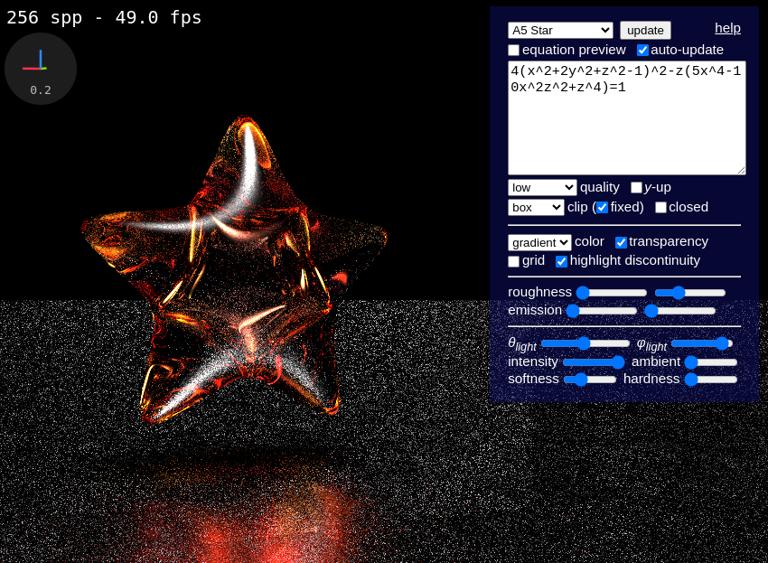 256 spp - 49.0 fps
0.2
A5 Star update help
equation preview auto-update
4(x^2+2y^2+z^2-1)^2-z(5x^4-1
0x^2z^2+z^4)=1
low quality y-up
box clip (fixed) closed
gradient color transparency
grid highlight discontinuity
roughness
emission
θlight φlight
intensity ambient
softness hardness